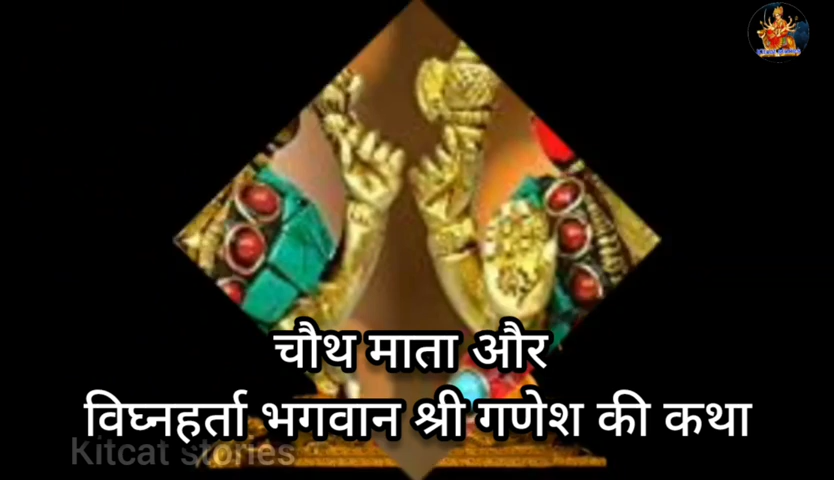 चौथ माता और
विघ्नहर्ता भगवान श्री गणेश की कथा
Kitcat stories